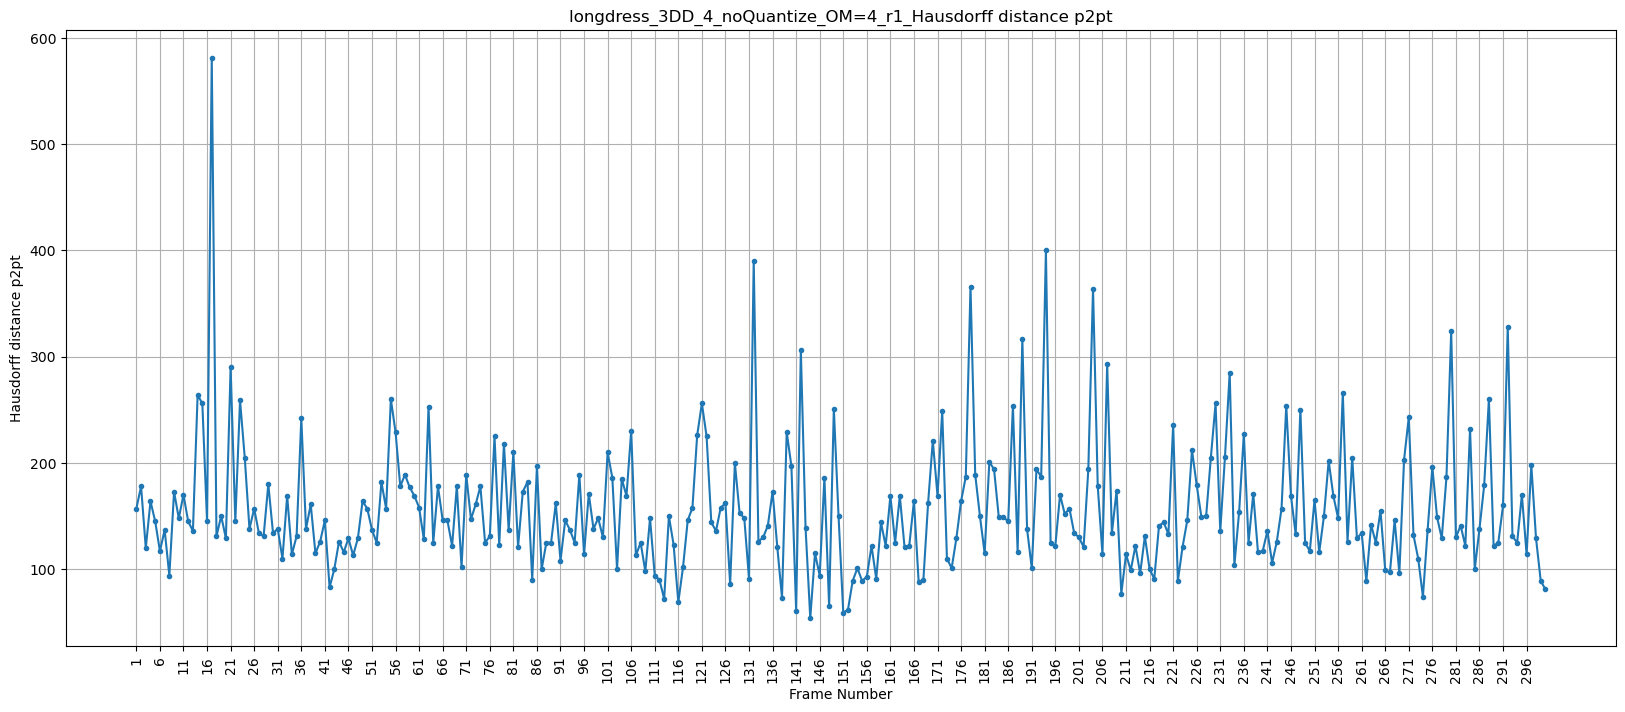 longdress_3DD_4_noQuantize_OM=4_r1_Hausdorff distance p2pt
600
500
400
300
200
100
Hausdorff distance p2pt
1 6 11 16 21 26 31 36 41 46 51 56 61 66 71 76 81 86 91 96 101 106 111 116 121 126 131 136 141 146 151 156 161 166 171 176 181 186 191 196 201 206 211 216 221 226 231 236 241 246 251 256 261 266 271 276 281 286 291 296
Frame Number